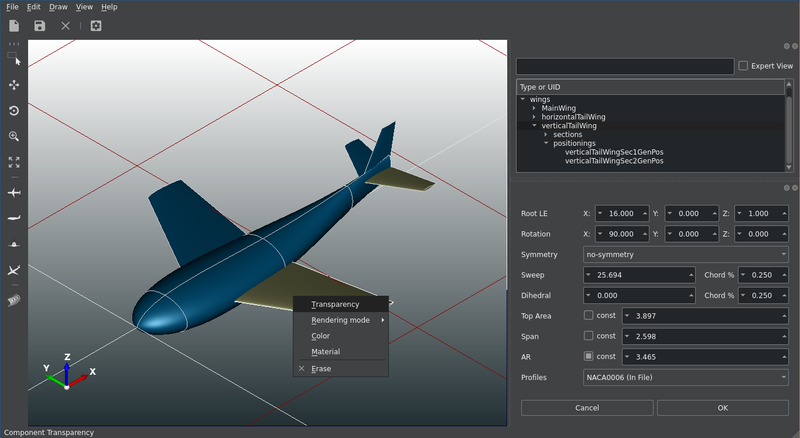 File Edit Draw Views Help
Expert View
Type or UID
wings
MainWing
horizontalTailWing
verticalTailWing
sections
positionings
verticalTailWingSec1GenPos
verticalTailWingSec2GenPos
Root LE X: 16.000 Y: 0.000 Z: 1.000
Rotation X: 90.000 Y: 0.000 Z: 0.000
Symmetry no-symmetry
Sweep 25.694 Chord % 0.250
Dihedral 0.000 Chord % 0.250
Top Area const 3.897
Span const 2.598
AR const 3.465
Profiles NACA0006 (In File)
Cancel OK
Transparency
Rendering mode
Color
Material
Erase
Z
Y X
Component Transparency